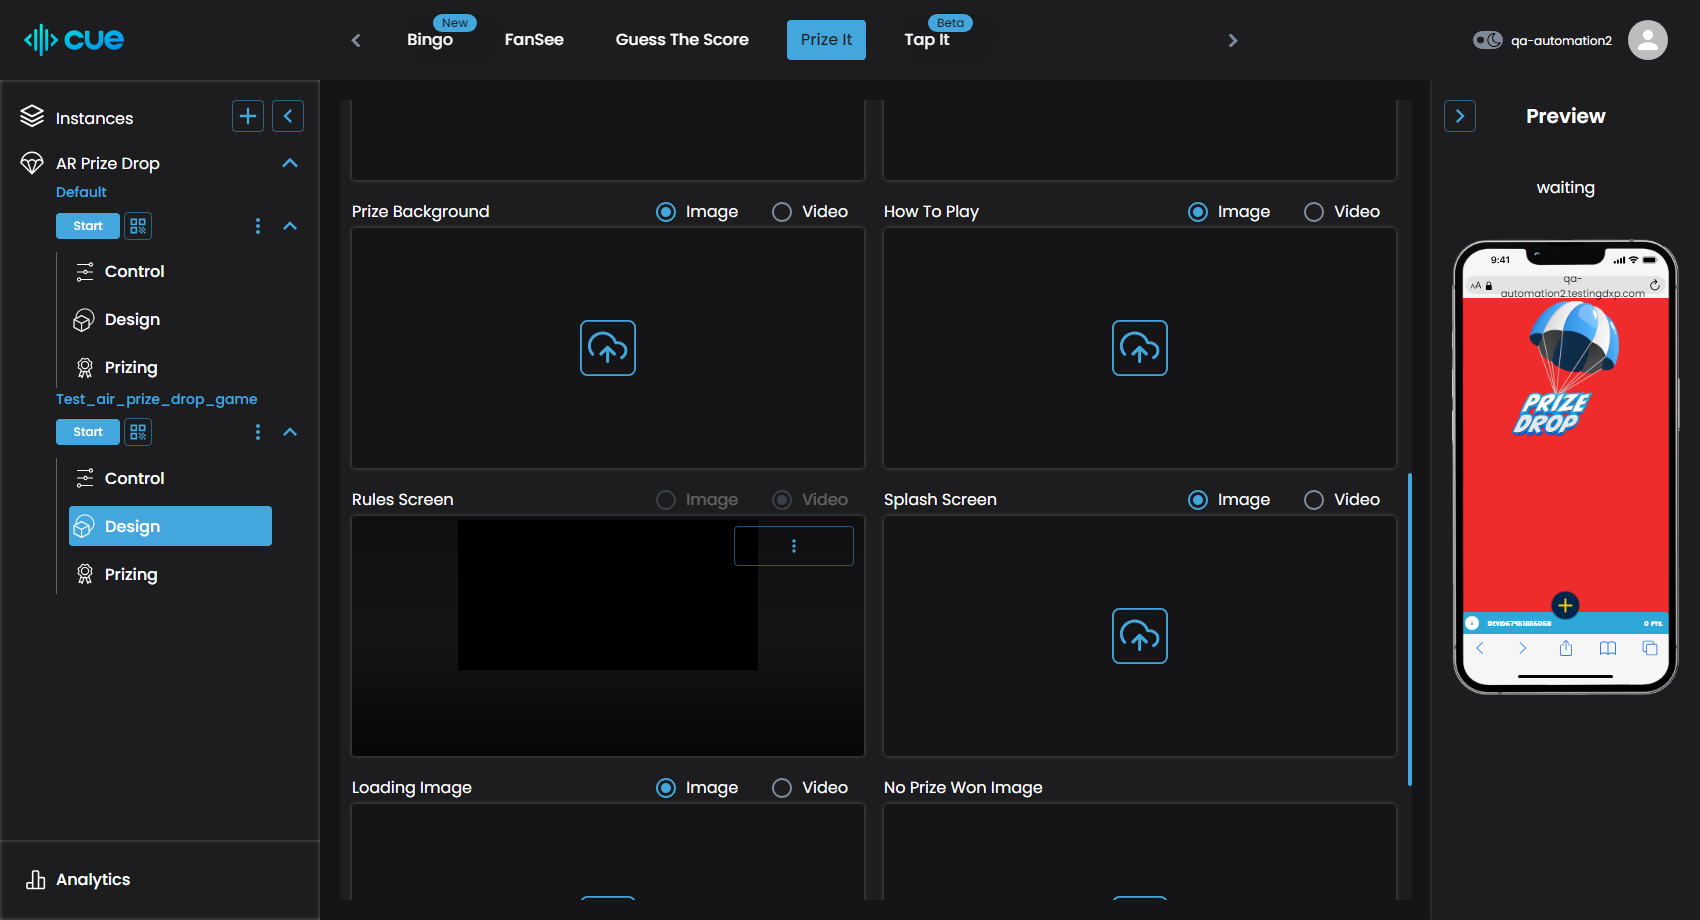 cue
New
Bingo
FanSee
Guess The Score
Prize It
Beta
Tap It
qa-automation2
Instances
AR Prize Drop
Default
Start
Control
Design
Prizing
Test_air_prize_drop_game
Start
Control
Design
Prizing
Analytics
Prize Background
Image
Video
How To Play
Image
Video
Rules Screen
Image
Video
Splash Screen
Image
Video
Loading Image
Image
Video
No Prize Won Image
Preview
waiting
9:41
AA
qa-
automation2.testingdxp.com
PRIZE
DROP
0 PTS.